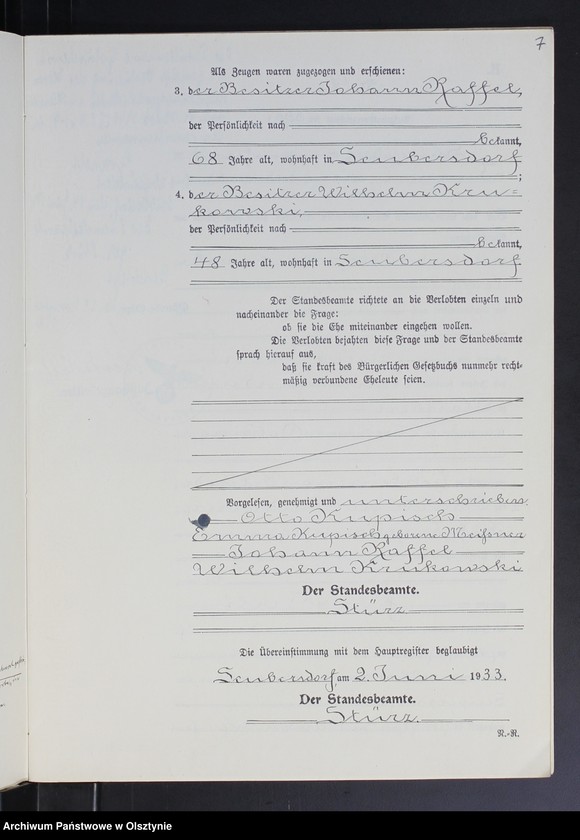 7
Als Zeugen waren zugezogen und erschienen:
3. der Besitzer Johann Raffel,
der Persönlichkeit nach
bekannt,
68 Jahre alt, wohnhaft in Seubersdorf
;
4. der Besitzer Wilhelm Kru=
kowski,
der Persönlichkeit nach
bekannt,
48 Jahre alt, wohnhaft in Seubersdorf
.
Der Standesbeamte richtete an die Verlobten einzeln und
nacheinander die Frage:
ob sie die Ehe miteinander eingehen wollen.
Die Verlobten bejahten diese Frage und der Standesbeamte
sprach hierauf aus,
daß sie kraft des Bürgerlichen Gesetzbuchs nunmehr recht-
mäßig verbundene Eheleute seien.
Vorgelesen, genehmigt und unterschrieben.
Otto Kupisch
Emma Kupisch geborene Meißner
Johann Raffel
Wilhelm Krukowski
Der Standesbeamte.
Stürz
Die Übereinstimmung mit dem Hauptregister beglaubigt
Seubersdorf, am 2. Juni 1933.
Der Standesbeamte.
Stürz.
R.-R.
Archiwum Państwowe w Olsztynie